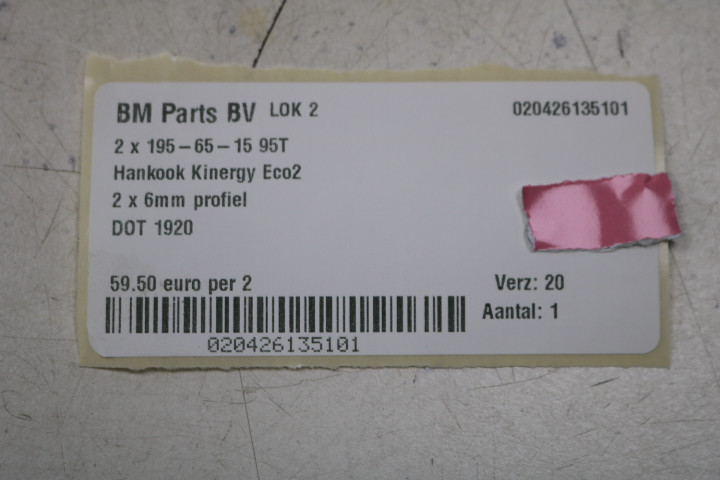 BM Parts BV LOK 2 020426135101
2 x 195-65-15 95T
Hankook Kinergy Eco2
2 x 6mm profiel
DOT 1920
59.50 euro per 2 Verz: 20
Aantal: 1
020426135101